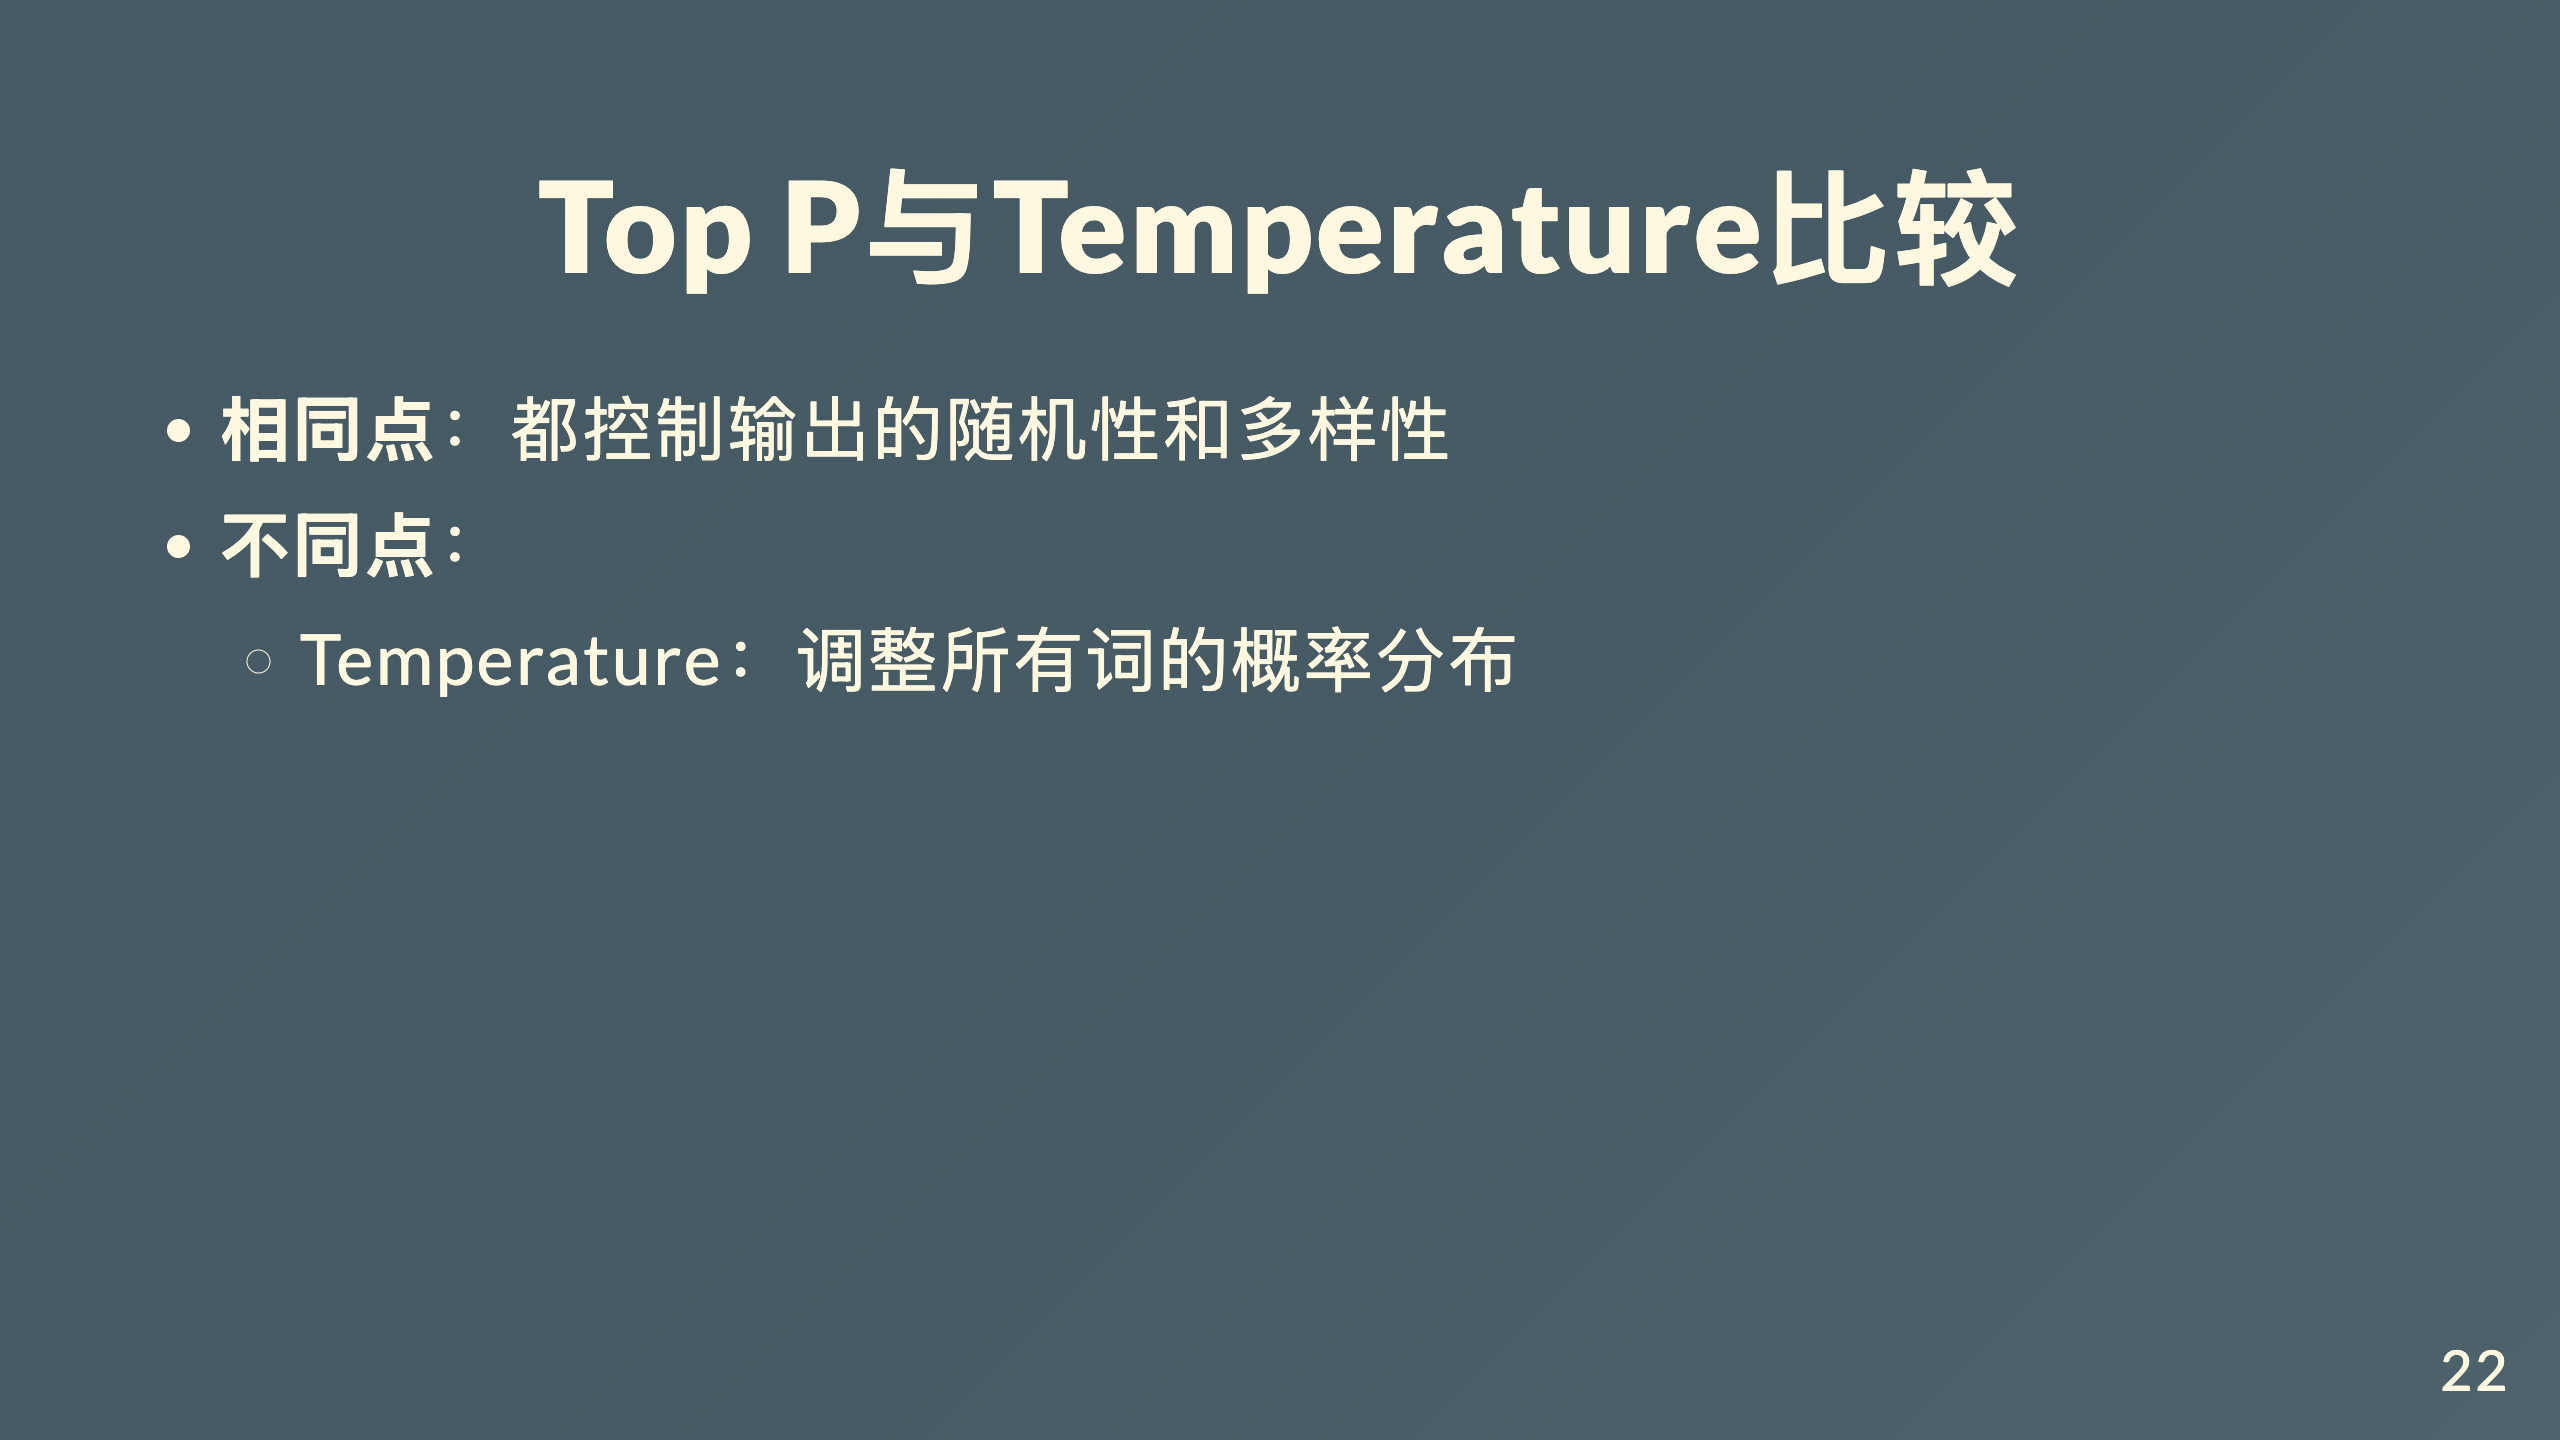 Top P与Temperature比较
相同点：都控制输出的随机性和多样性
不同点：
Temperature：调整所有词的概率分布
22